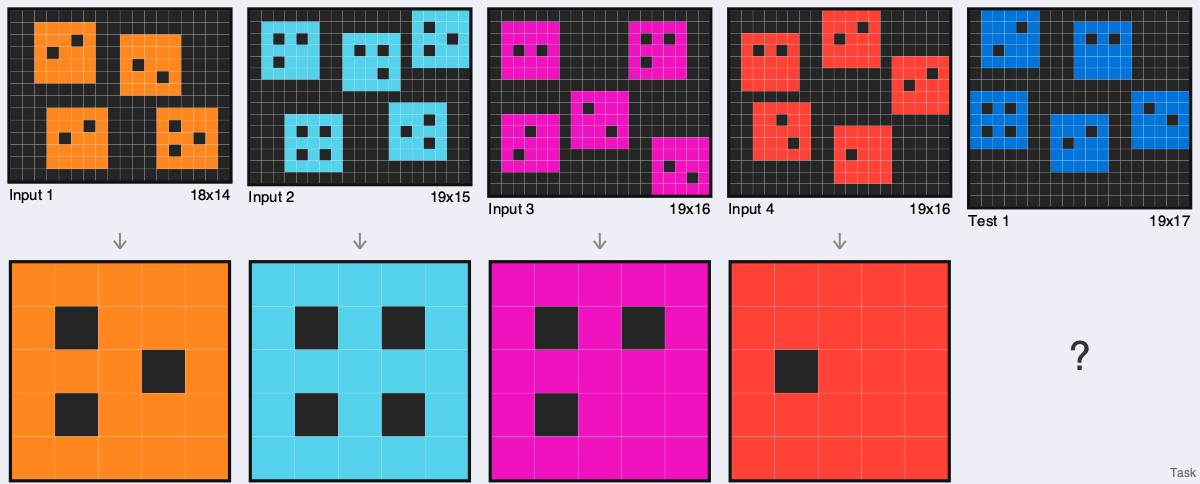 Input 1 18x14
Input 2 19x15
Input 3 19x16
Input 4 19x16
Test 1 19x17
?
Task